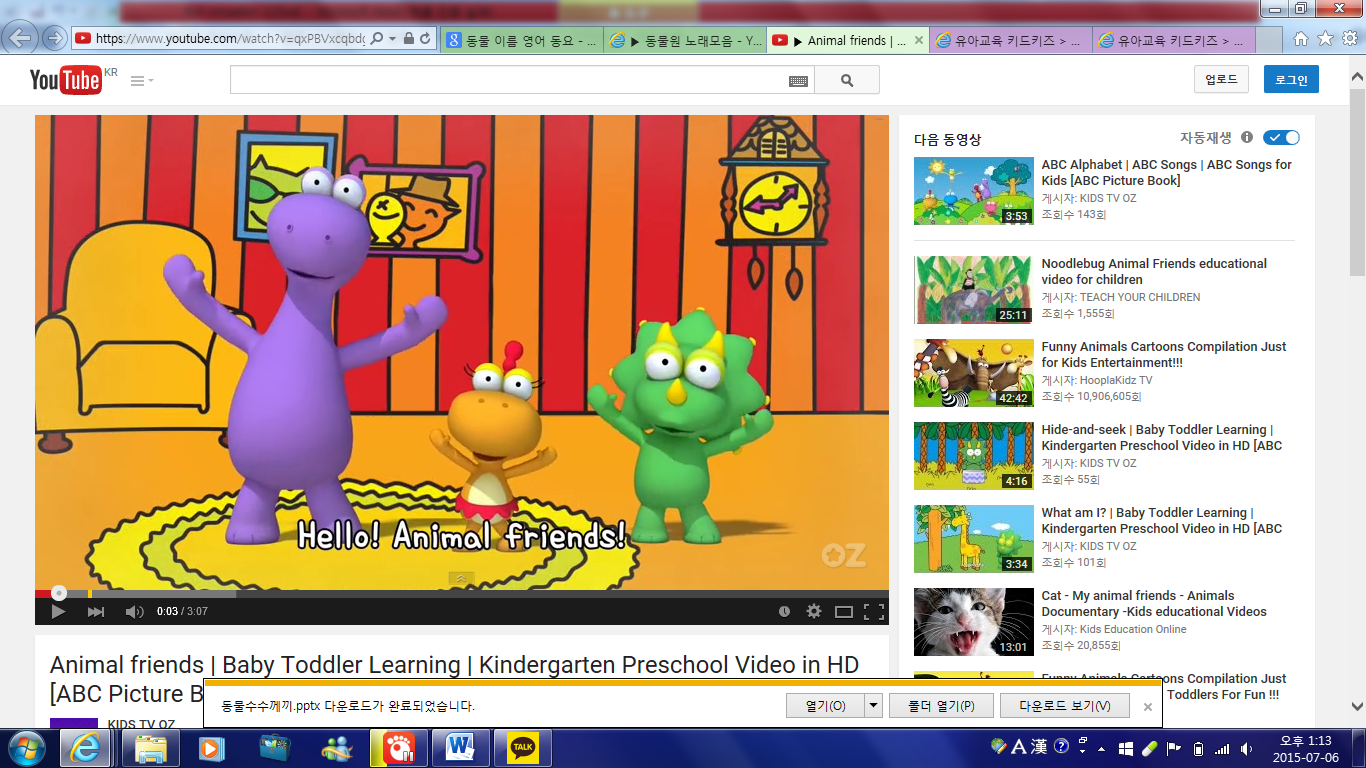 https://www.youtube.com/watch?v=qxPBVxcqbdg
동물 이름 영어 동요 - ...
▶ 동물원 노래모음 - Y...
▶ Animal friends | ...
유아교육 키드키즈 > ...
유아교육 키드키즈 > ...
YouTube KR
업로드
로그인
Hello! Animal friends!
OZ
0:03 / 3:07
Animal friends | Baby Toddler Learning | Kindergarten Preschool Video in HD
[ABC Picture B
KIDS TV OZ
다음 동영상
자동재생
ABC Alphabet | ABC Songs | ABC Songs for
Kids [ABC Picture Book]
게시자: KIDS TV OZ
조회수 143회
3:53
Noodlebug Animal Friends educational
video for children
게시자: TEACH YOUR CHILDREN
조회수 1,555회
25:11
Funny Animals Cartoons Compilation Just
for Kids Entertainment!!!
게시자: HooplaKidz TV
조회수 10,906,605회
42:42
Hide-and-seek | Baby Toddler Learning |
Kindergarten Preschool Video in HD [ABC
게시자: KIDS TV OZ
조회수 55회
4:16
What am I? | Baby Toddler Learning |
Kindergarten Preschool Video in HD [ABC
게시자: KIDS TV OZ
조회수 101회
3:34
Cat - My animal friends - Animals
Documentary -Kids educational Videos
게시자: Kids Education Online
조회수 20,855회
13:01
Funny Animals Cartoons Compilation Just
Toddlers For Fun !!!
동물수수께끼.pptx 다운로드가 완료되었습니다.
열기(O)
폴더 열기(P)
다운로드 보기(V)
TALK
A 漢
오후 1:13
2015-07-06